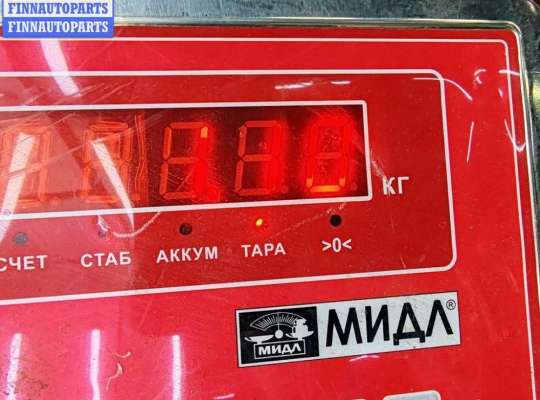 FINNAUTOPARTS
FINNAUTOPARTS
КГ
СЧЕТ СТАБ АККУМ ТАРА >0<
МИДЛ МИДЛ®